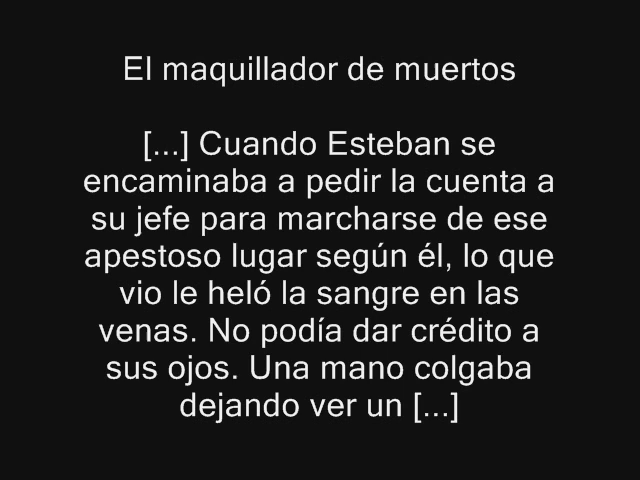 El maquillador de muertos
[...] Cuando Esteban se
encaminaba a pedir la cuenta a
su jefe para marcharse de ese
apestoso lugar según él, lo que
vio le heló la sangre en las
venas. No podía dar crédito a
sus ojos. Una mano colgaba
dejando ver un [...]